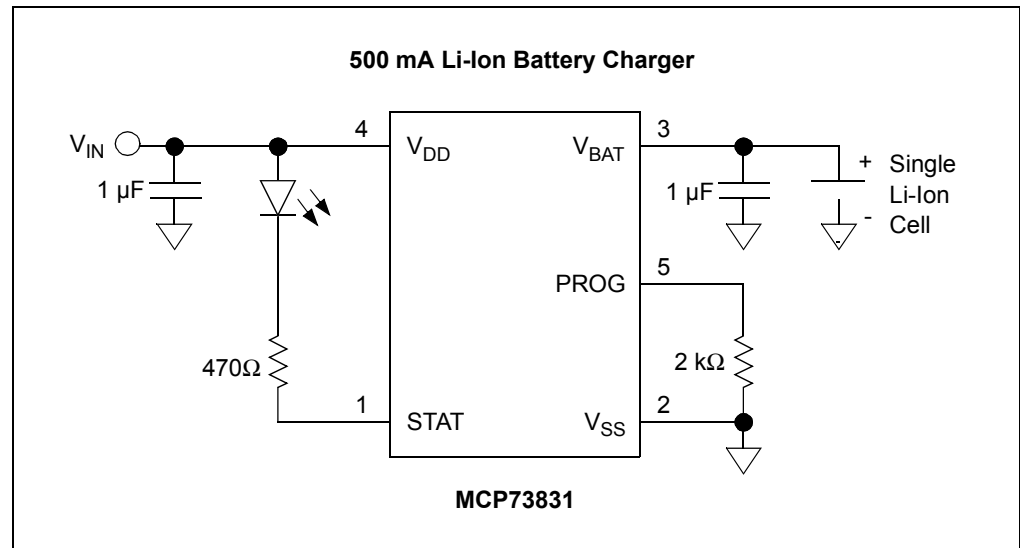 500 mA Li-Ion Battery Charger
V_IN
4
V_DD
V_BAT
3
1 µF
1 µF
+ Single
Li-Ion
- Cell
-
PROG
5
470Ω
2 kΩ
1
STAT
V_SS
2
MCP73831